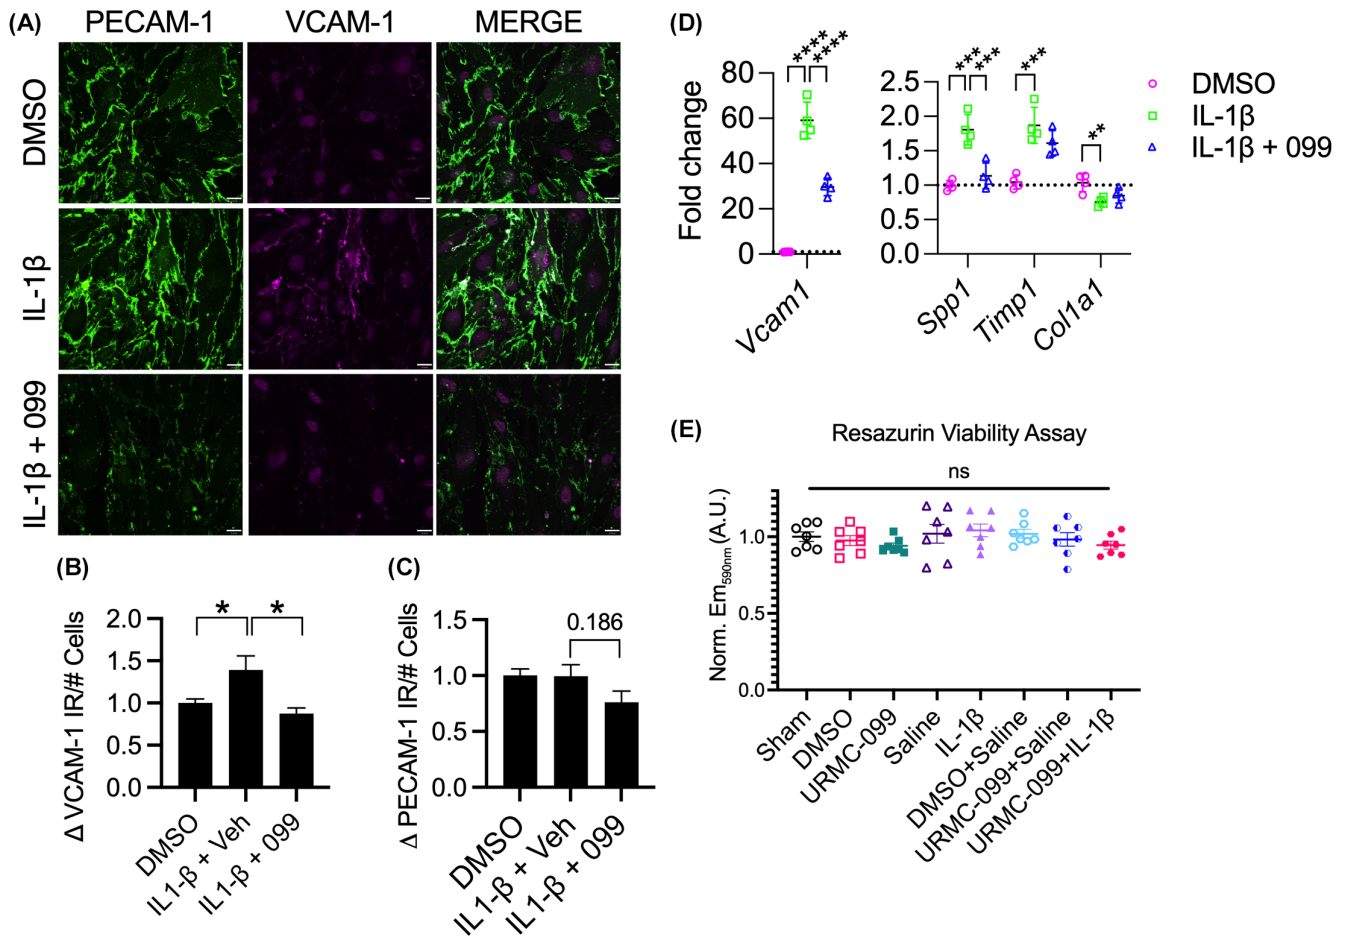 (A)
PECAM-1 VCAM-1 MERGE
DMSO
IL-1β
IL-1β + 099
(B)
Δ VCAM-1 IR/# Cells
2.0
1.5
1.0
0.5
0.0
* *
DMSO
IL1-β + Veh
IL1-β + 099
(C)
Δ PECAM-1 IR/# Cells
1.5
1.0
0.5
0.0
0.186
DMSO
IL1-β + Veh
IL1-β + 099
(D)
Fold change
80
60
40
20
0
**** ****
Vcam1
2.5
2.0
1.5
1.0
0.5
0.0
*** ***
***
**
Spp1
Timp1
Col1a1
DMSO
IL-1β
IL-1β + 099
(E)
Resazurin Viability Assay
ns
Norm. Em590nm (A.U.)
1.0
0.5
0.0
Sham
DMSO
URMC-099
Saline
IL-1β
DMSO+Saline
URMC-099+Saline
URMC-099+IL-1β